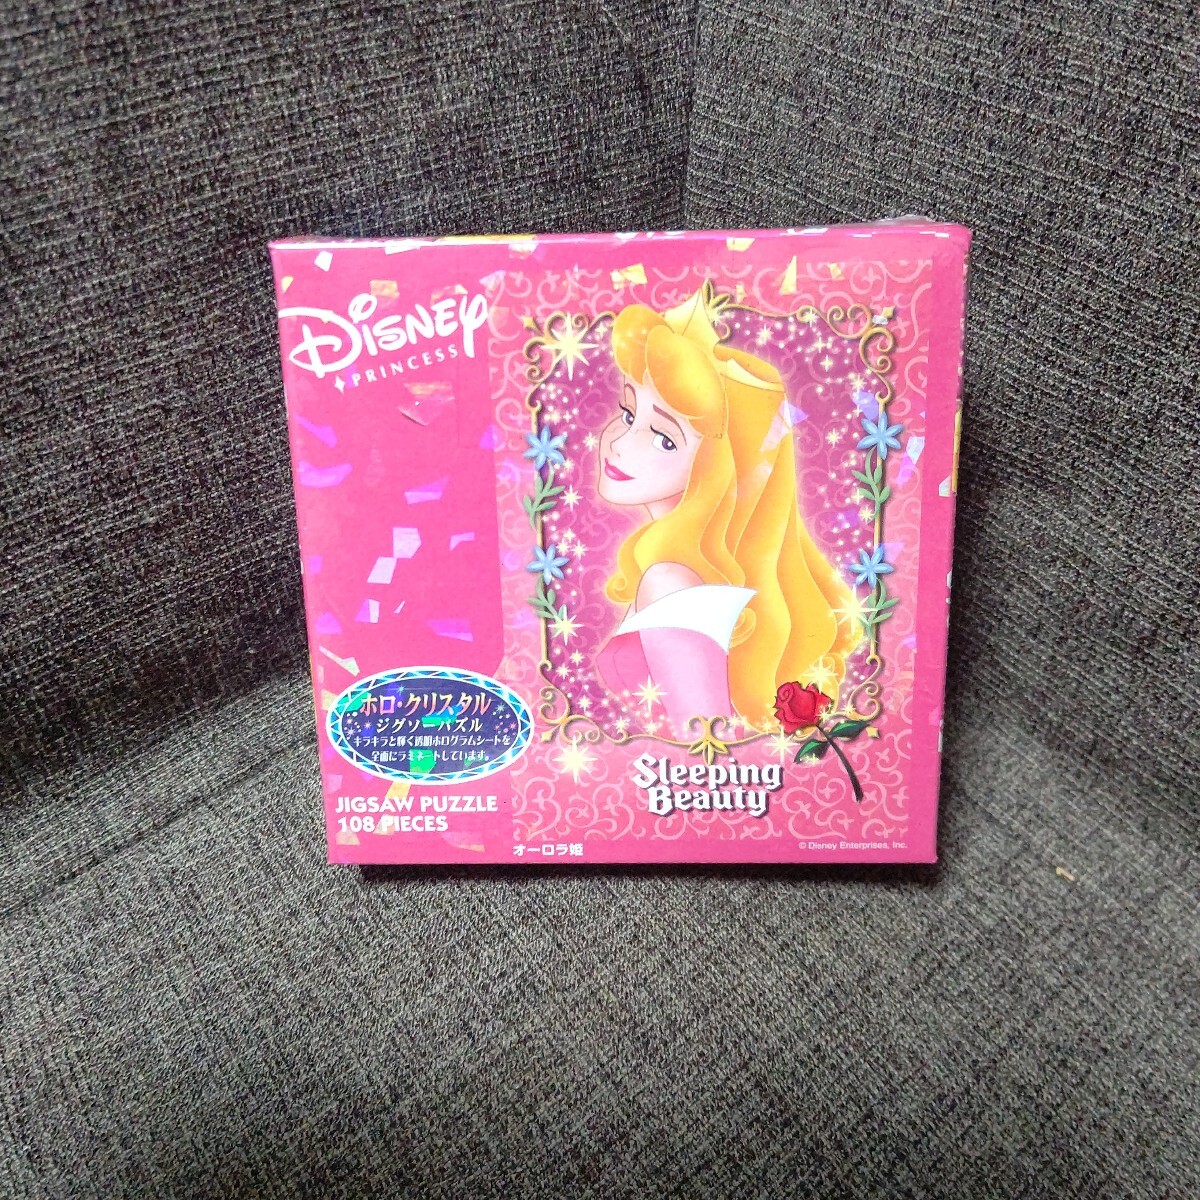 DISNEY
PRINCESS
ホロ・クリスタル
ジグソーパズル
キラキラと輝く透明ホログラムシートを
全面にラミネートしています。
JIGSAW PUZZLE
108 PIECES
Sleeping
Beauty
オーロラ姫
© Disney Enterprises, Inc.